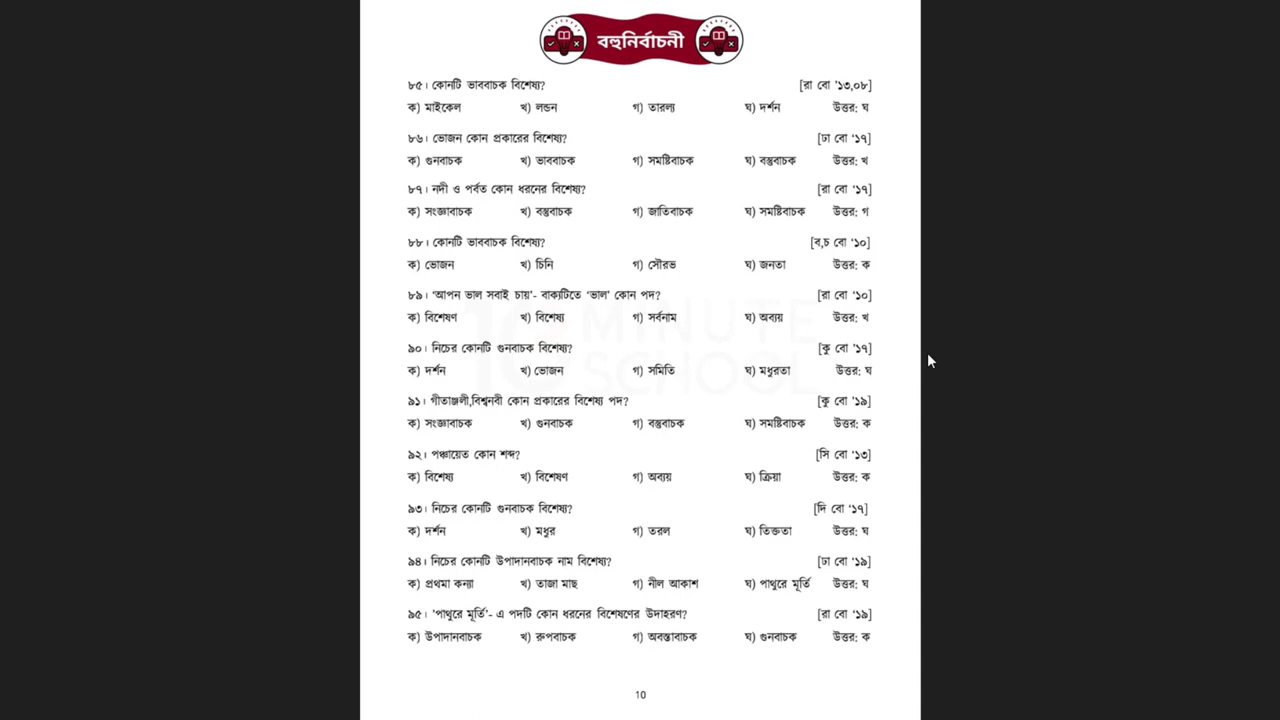 বহুনির্বাচনী
৮৫। কোনটি ভাববাচক বিশেষ্য? [রা বো '১৩,০৮]
ক) মাইকেল খ) লন্ডন গ) তারল্য ঘ) দর্শন উত্তর: ঘ
৮৬। ভোজন কোন প্রকারের বিশেষ্য? [ঢা বো '১৭]
ক) গুনবাচক খ) ভাববাচক গ) সমষ্টিবাচক ঘ) বস্তুবাচক উত্তর: খ
৮৭। নদী ও পর্বত কোন ধরনের বিশেষ্য? [রা বো '১৭]
ক) সংজ্ঞাবাচক খ) বস্তুবাচক গ) জাতিবাচক ঘ) সমষ্টিবাচক উত্তর: গ
৮৮। কোনটি ভাববাচক বিশেষ্য? [ব,চ বো '১০]
ক) ভোজন খ) চিনি গ) সৌরভ ঘ) জনতা উত্তর: ক
৮৯। 'আপন ভাল সবাই চায়'- বাক্যটিতে 'ভাল' কোন পদ? [রা বো '১০]
ক) বিশেষণ খ) বিশেষ্য গ) সর্বনাম ঘ) অব্যয় উত্তর: খ
10 MINUTE SCHOOL
৯০। নিচের কোনটি গুনবাচক বিশেষ্য? [কু বো '১৭]
ক) দর্শন খ) ভোজন গ) সমিতি ঘ) মধুরতা উত্তর: ঘ
৯১। গীতাঞ্জলী,বিশ্বনবী কোন প্রকারের বিশেষ্য পদ? [কু বো '১৯]
ক) সংজ্ঞাবাচক খ) গুনবাচক গ) বস্তুবাচক ঘ) সমষ্টিবাচক উত্তর: ক
৯২। পঞ্চায়েত কোন শব্দ? [সি বো '১৩]
ক) বিশেষ্য খ) বিশেষণ গ) অব্যয় ঘ) ক্রিয়া উত্তর: ক
৯৩। নিচের কোনটি গুনবাচক বিশেষ্য? [দি বো '১৭]
ক) দর্শন খ) মধুর গ) তরল ঘ) তিক্ততা উত্তর: ঘ
৯৪। নিচের কোনটি উপাদানবাচক নাম বিশেষ্য? [ঢা বো '১৯]
ক) প্রথমা কন্যা খ) তাজা মাছ গ) নীল আকাশ ঘ) পাথুরে মূর্তি উত্তর: ঘ
৯৫। 'পাথুরে মূর্তি'- এ পদটি কোন ধরনের বিশেষণের উদাহরণ? [রা বো '১৯]
ক) উপাদানবাচক খ) রুপবাচক গ) অবস্তাবাচক ঘ) গুনবাচক উত্তর: ক
10